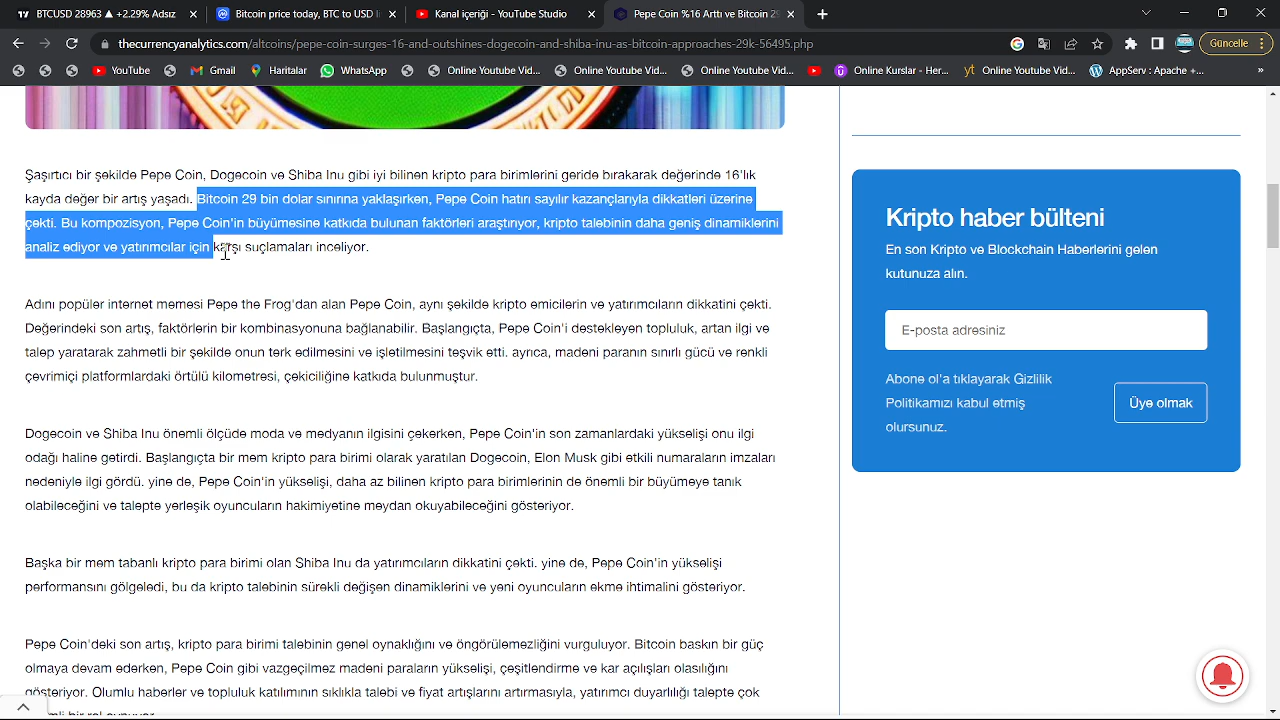 BTCUSD 28963 ▲ +2.29% Adsız
Bitcoin price today, BTC to USD li
Kanal içeriği - YouTube Studio
Pepe Coin %16 Arttı ve Bitcoin 29
thecurrencyanalytics.com/altcoins/pepe-coin-surges-16-and-outshines-dogecoin-and-shiba-inu-as-bitcoin-approaches-29k-56495.php
Güncelle
YouTube
Gmail
Haritalar
WhatsApp
Online Youtube Vid...
Online Youtube Vid...
Online Youtube Vid...
Online Kurslar - Her...
yt Online Youtube Vid...
AppServ : Apache +...
»
Şaşırtıcı bir şekilde Pepe Coin, Dogecoin ve Shiba Inu gibi iyi bilinen kripto para birimlerini geride bırakarak değerinde 16'lık
kayda değer bir artış yaşadı. Bitcoin 29 bin dolar sınırına yaklaşırken, Pepe Coin hatırı sayılır kazançlarıyla dikkatleri üzerine
çekti. Bu kompozisyon, Pepe Coin'in büyümesine katkıda bulunan faktörleri araştırıyor, kripto talebinin daha geniş dinamiklerini
analiz ediyor ve yatırımcılar için karşı suçlamaları inceliyor.
Adını popüler internet memesi Pepe the Frog'dan alan Pepe Coin, aynı şekilde kripto emicilerin ve yatırımcıların dikkatini çekti.
Değerindeki son artış, faktörlerin bir kombinasyonuna bağlanabilir. Başlangıçta, Pepe Coin'i destekleyen topluluk, artan ilgi ve
talep yaratarak zahmetli bir şekilde onun terk edilmesini ve işletilmesini teşvik etti. ayrıca, madeni paranın sınırlı gücü ve renkli
çevrimiçi platformlardaki örtülü kilometresi, çekiciliğine katkıda bulunmuştur.
Dogecoin ve Shiba Inu önemli ölçüde moda ve medyanın ilgisini çekerken, Pepe Coin'in son zamanlardaki yükselişi onu ilgi
odağı haline getirdi. Başlangıçta bir mem kripto para birimi olarak yaratılan Dogecoin, Elon Musk gibi etkili numaraların imzaları
nedeniyle ilgi gördü. yine de, Pepe Coin'in yükselişi, daha az bilinen kripto para birimlerinin de önemli bir büyümeye tanık
olabileceğini ve talepte yerleşik oyuncuların hakimiyetine meydan okuyabileceğini gösteriyor.
Başka bir mem tabanlı kripto para birimi olan Shiba Inu da yatırımcıların dikkatini çekti. yine de, Pepe Coin'in yükselişi
performansını gölgeledi, bu da kripto talebinin sürekli değişen dinamiklerini ve yeni oyuncuların ekme ihtimalini gösteriyor.
Pepe Coin'deki son artış, kripto para birimi talebinin genel oynaklığını ve öngörülemezliğini vurguluyor. Bitcoin baskın bir güç
olmaya devam ederken, Pepe Coin gibi vazgeçilmez madeni paraların yükselişi, çeşitlendirme ve kar açılışları olasılığını
gösteriyor. Olumlu haberler ve topluluk katılımının sıklıkla talebi ve fiyat artışlarını artırmasıyla, yatırımcı duyarlılığı talepte çok
Kripto haber bülteni
En son Kripto ve Blockchain Haberlerini gelen
kutunuza alın.
E-posta adresiniz
Abone ol'a tıklayarak Gizlilik
Politikamızı kabul etmiş
olursunuz.
Üye olmak